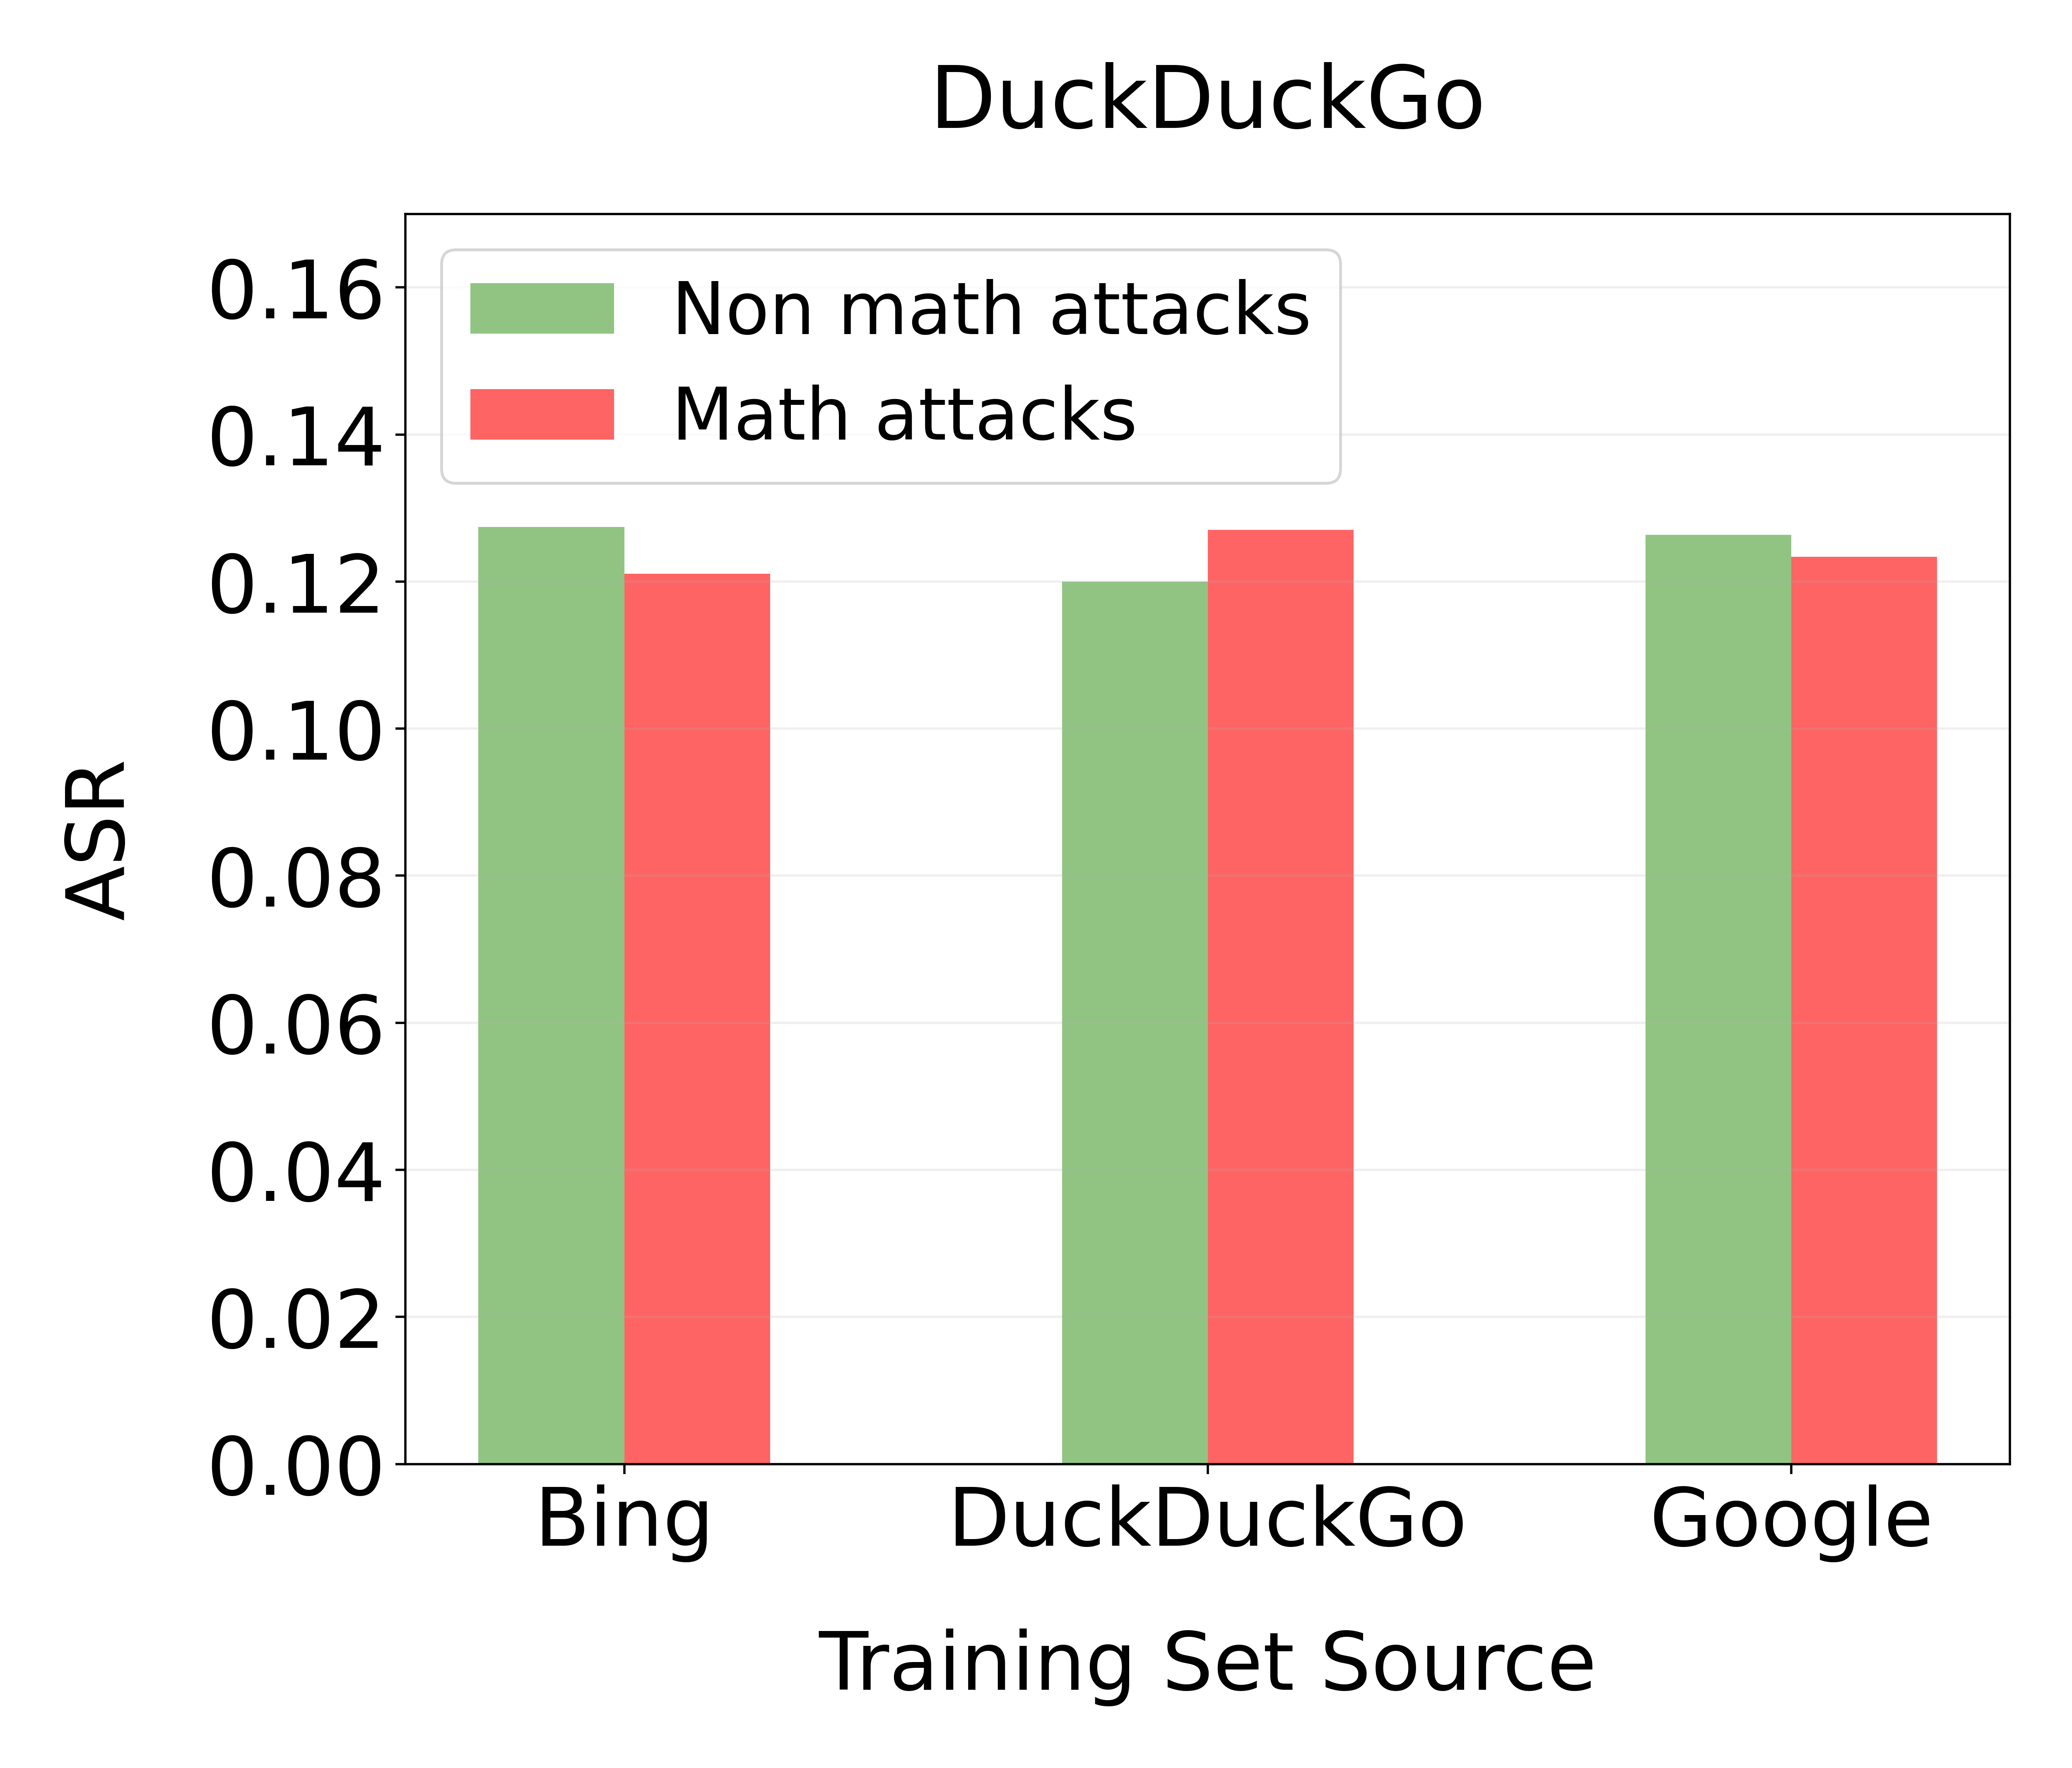 DuckDuckGo
Non math attacks
Math attacks
0.16
0.14
0.12
0.10
0.08
0.06
0.04
0.02
0.00
ASR
Bing DuckDuckGo Google
Training Set Source